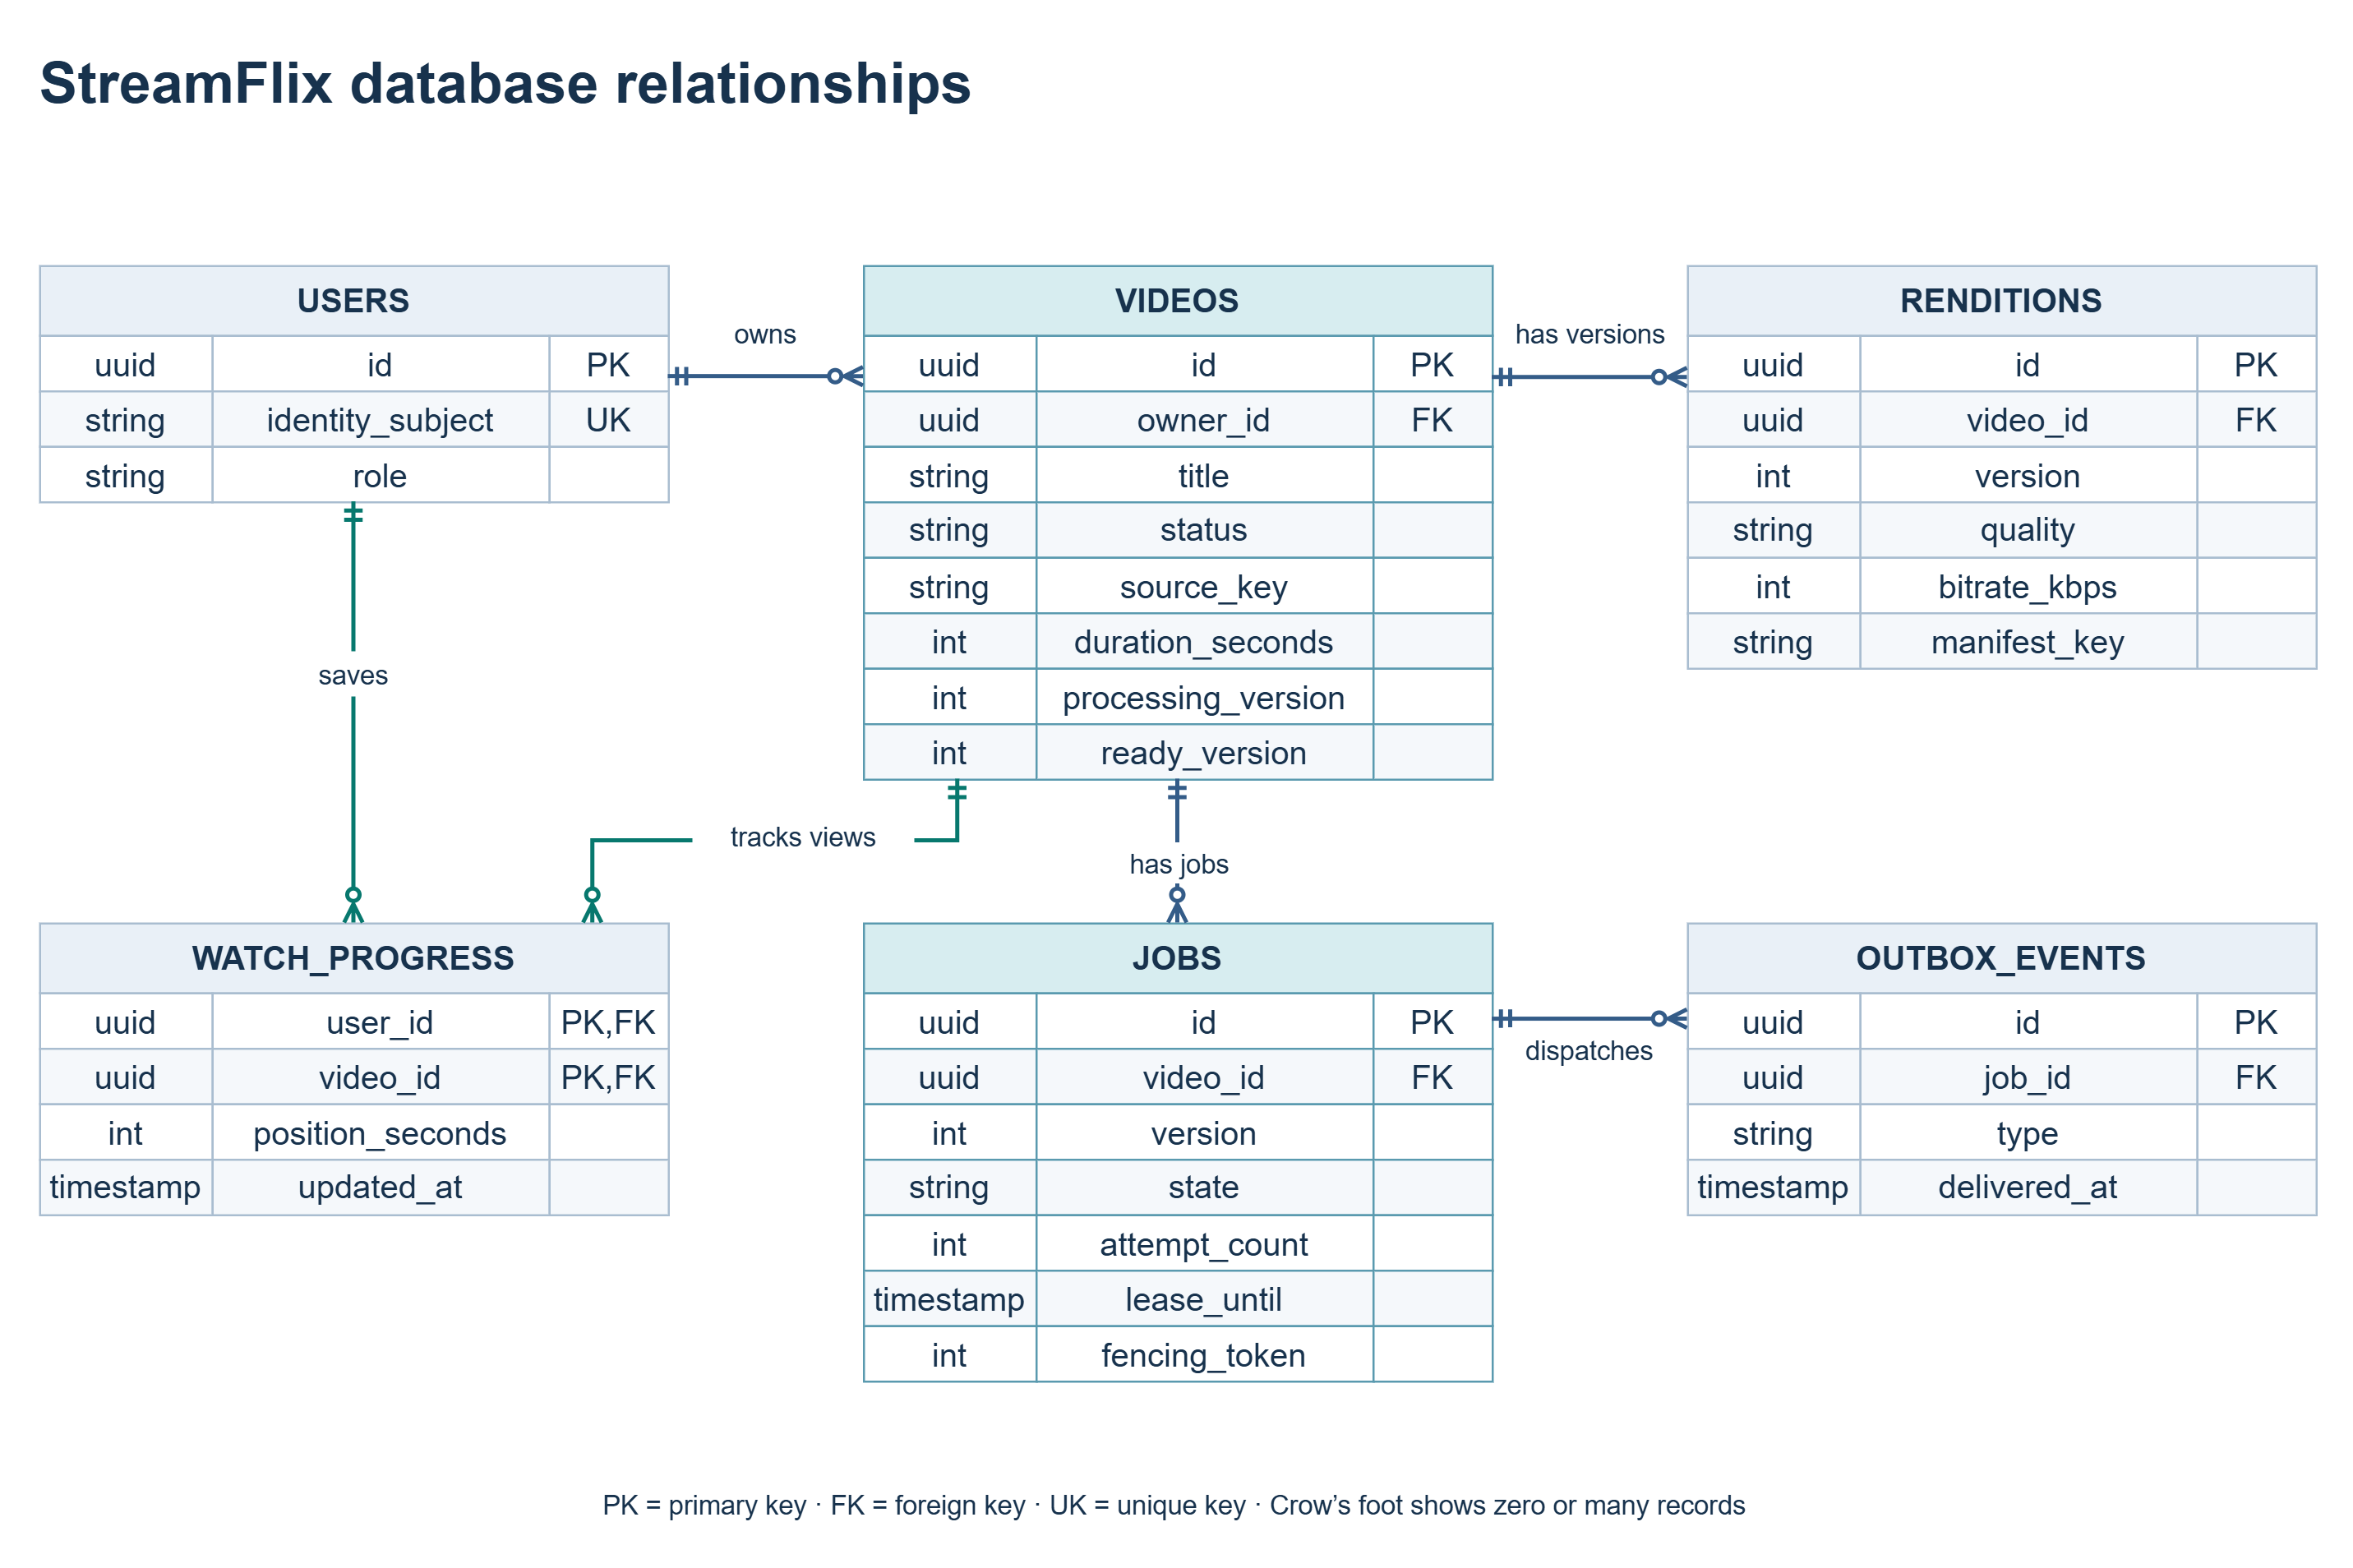 StreamFlix database relationships
USERS
uuid id PK
string identity_subject UK
string role
owns
VIDEOS
uuid id PK
uuid owner_id FK
string title
string status
string source_key
int duration_seconds
int processing_version
int ready_version
has versions
RENDITIONS
uuid id PK
uuid video_id FK
int version
string quality
int bitrate_kbps
string manifest_key
saves
tracks views
has jobs
WATCH_PROGRESS
uuid user_id PK,FK
uuid video_id PK,FK
int position_seconds
timestamp updated_at
JOBS
uuid id PK
uuid video_id FK
int version
string state
int attempt_count
timestamp lease_until
int fencing_token
dispatches
OUTBOX_EVENTS
uuid id PK
uuid job_id FK
string type
timestamp delivered_at
PK = primary key · FK = foreign key · UK = unique key · Crow’s foot shows zero or many records